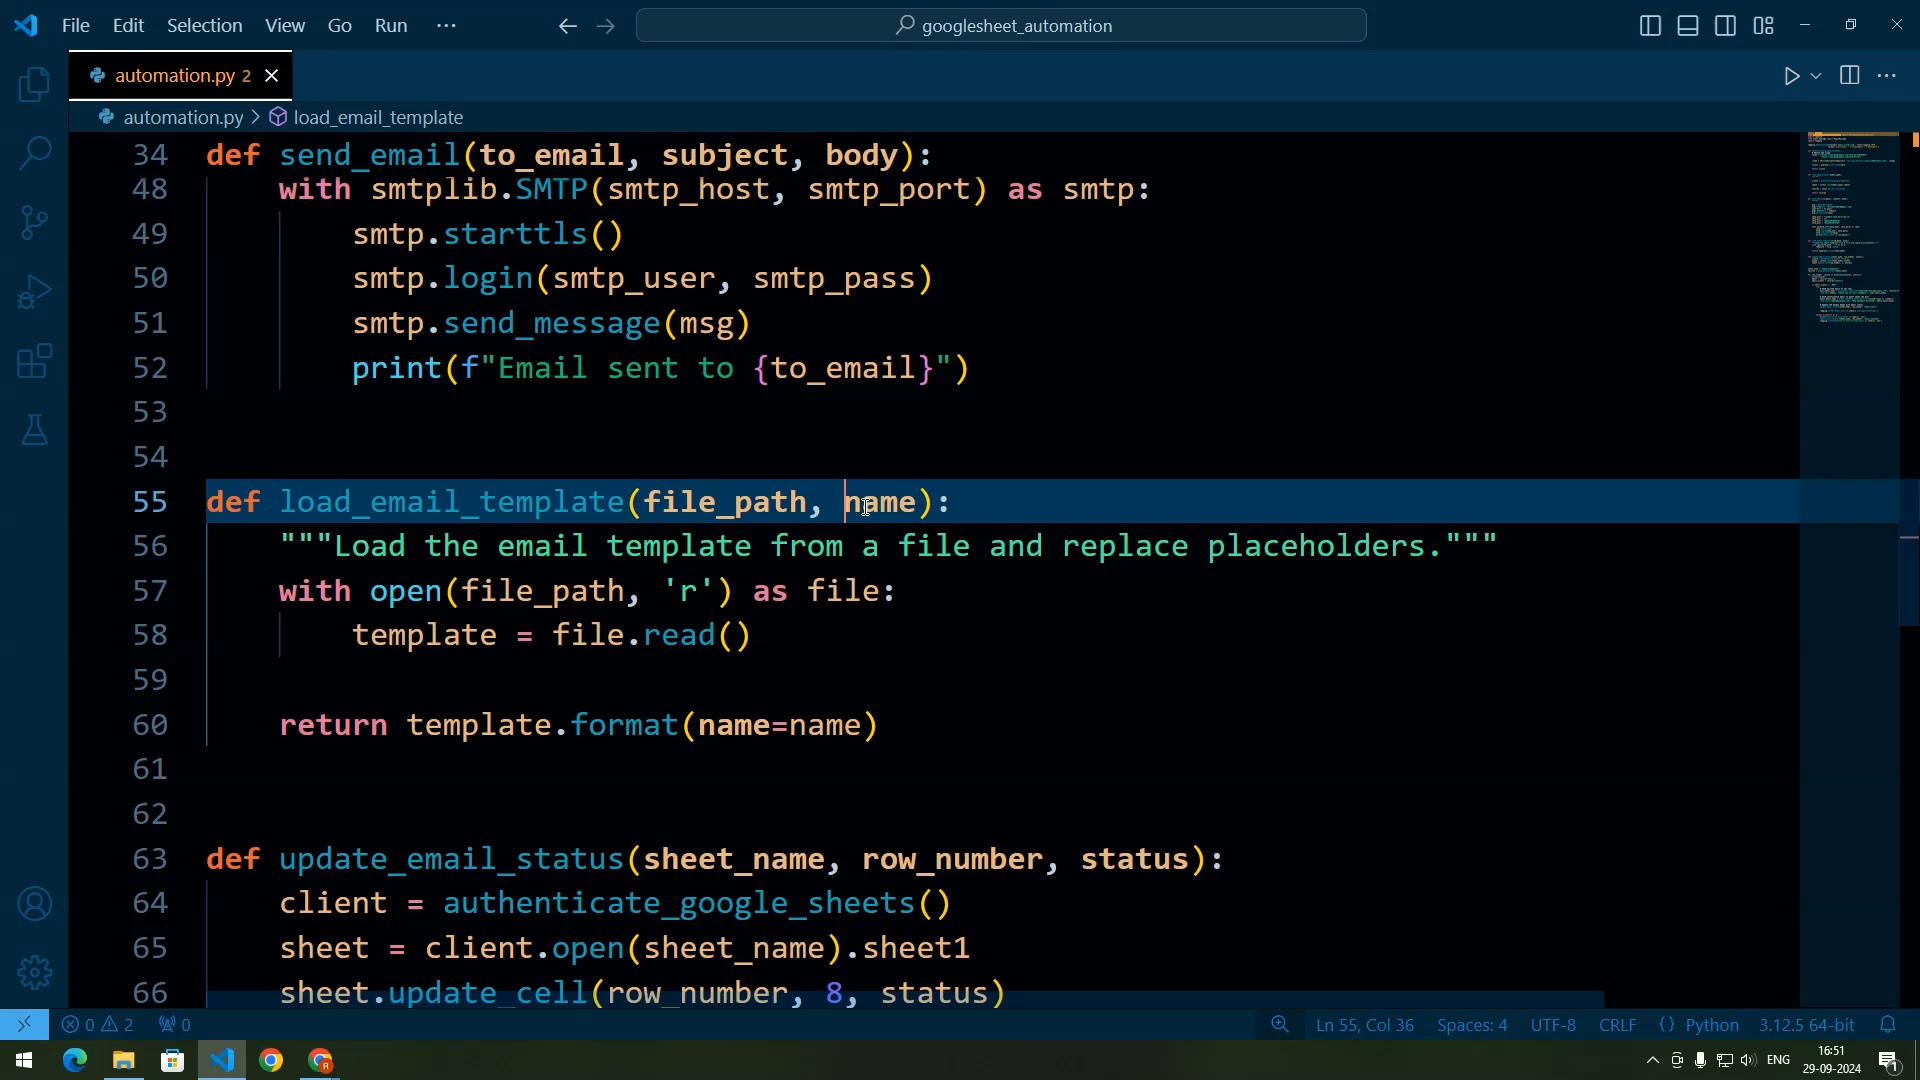 File Edit Selection View Go Run ··· googlesheet_automation
automation.py 2
automation.py > load_email_template
34 def send_email(to_email, subject, body):
48     with smtplib.SMTP(smtp_host, smtp_port) as smtp:
49         smtp.starttls()
50         smtp.login(smtp_user, smtp_pass)
51         smtp.send_message(msg)
52         print(f"Email sent to {to_email}")
53
54
55 def load_email_template(file_path, name):
56     """Load the email template from a file and replace placeholders."""
57     with open(file_path, 'r') as file:
58         template = file.read()
59
60     return template.format(name=name)
61
62
63 def update_email_status(sheet_name, row_number, status):
64     client = authenticate_google_sheets()
65     sheet = client.open(sheet_name).sheet1
66     sheet.update_cell(row_number, 8, status)
0 2 0 Ln 55, Col 36 Spaces: 4 UTF-8 CRLF {} Python 3.12.5 64-bit
ENG 16:51
29-09-2024 1